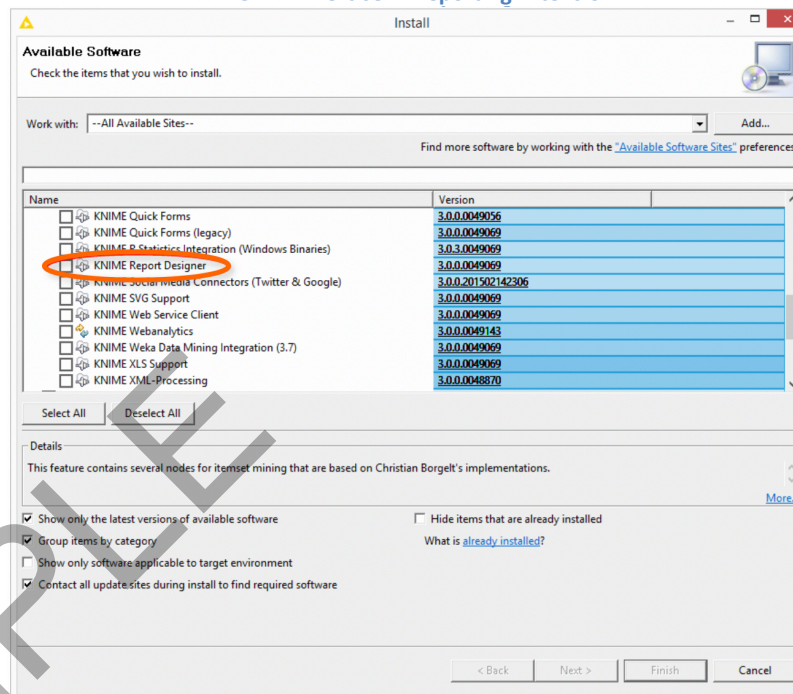 Install
Available Software
Check the items that you wish to install.
Work with: --All Available Sites-- Add...
Find more software by working with the "Available Software Sites" preferences
Name Version
KNIME Quick Forms 3.0.0.0049056
KNIME Quick Forms (legacy) 3.0.0.0049069
KNIME R Statistics Integration (Windows Binaries) 3.0.3.0049069
KNIME Report Designer 3.0.0.0049069
KNIME Social Media Connectors (Twitter & Google) 3.0.0.201502142306
KNIME SVG Support 3.0.0.0049069
KNIME Web Service Client 3.0.0.0049069
KNIME Webanalytics 3.0.0.0049143
KNIME Weka Data Mining Integration (3.7) 3.0.0.0049069
KNIME XLS Support 3.0.0.0049069
KNIME XML-Processing 3.0.0.0048870
Select All Deselect All
Details
This feature contains several nodes for itemset mining that are based on Christian Borgelt's implementations.
More.
Show only the latest versions of available software Hide items that are already installed
Group items by category What is already installed?
Show only software applicable to target environment
Contact all update sites during install to find required software
< Back Next > Finish Cancel
PLE